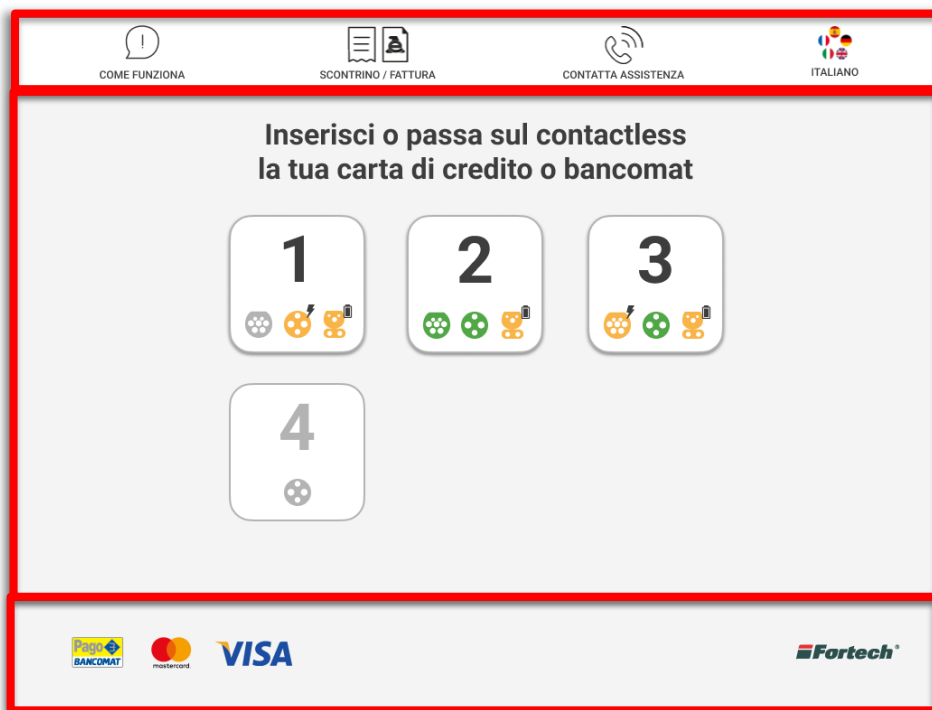 !
COME FUNZIONA
SCONTRINO / FATTURA
CONTATTA ASSISTENZA
ITALIANO
Inserisci o passa sul contactless
la tua carta di credito o bancomat
1
2
3
4
Pago
BANCOMAT
mastercard
VISA
Fortech®